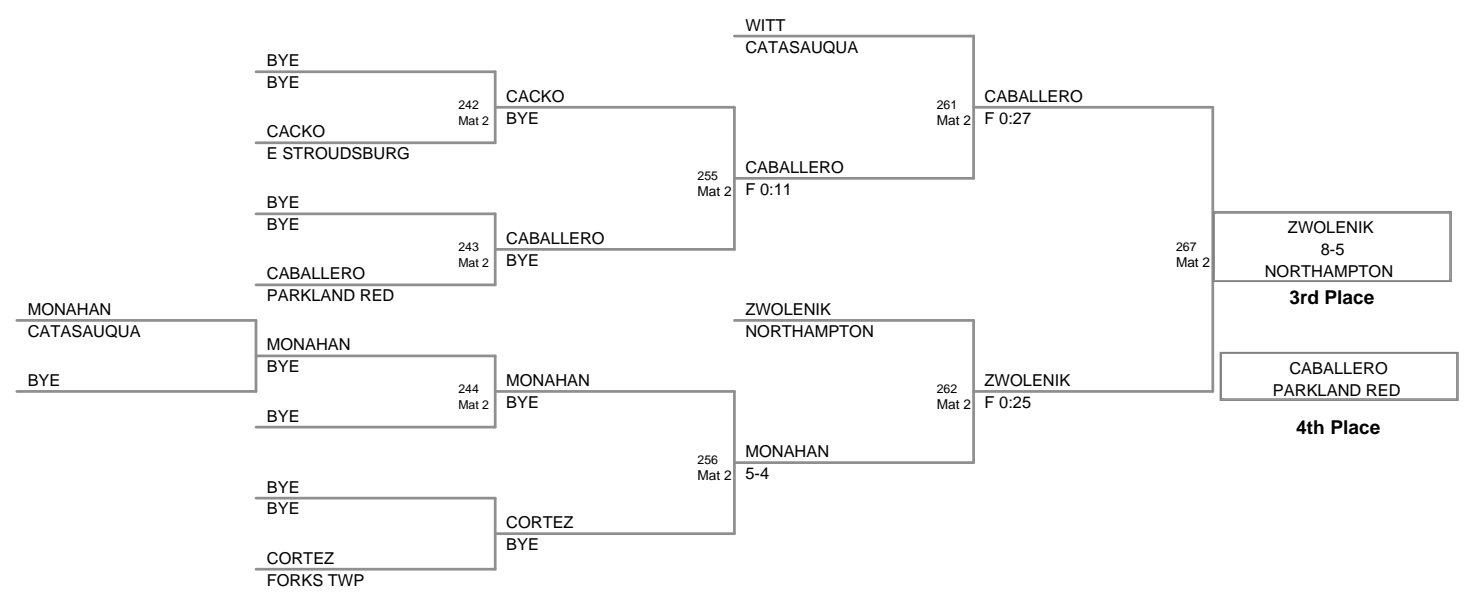 WITT
CATASAUQUA
BYE
BYE
242
Mat 2
CACKO
BYE
CACKO
E STROUDSBURG
261
Mat 2
CABALLERO
F 0:27
255
Mat 2
CABALLERO
F 0:11
BYE
BYE
243
Mat 2
CABALLERO
BYE
CABALLERO
PARKLAND RED
267
Mat 2
ZWOLENIK
8-5
NORTHAMPTON
3rd Place
MONAHAN
CATASAUQUA
BYE
MONAHAN
BYE
244
Mat 2
MONAHAN
BYE
BYE
ZWOLENIK
NORTHAMPTON
262
Mat 2
ZWOLENIK
F 0:25
CABALLERO
PARKLAND RED
4th Place
256
Mat 2
MONAHAN
5-4
BYE
BYE
CORTEZ
BYE
CORTEZ
FORKS TWP